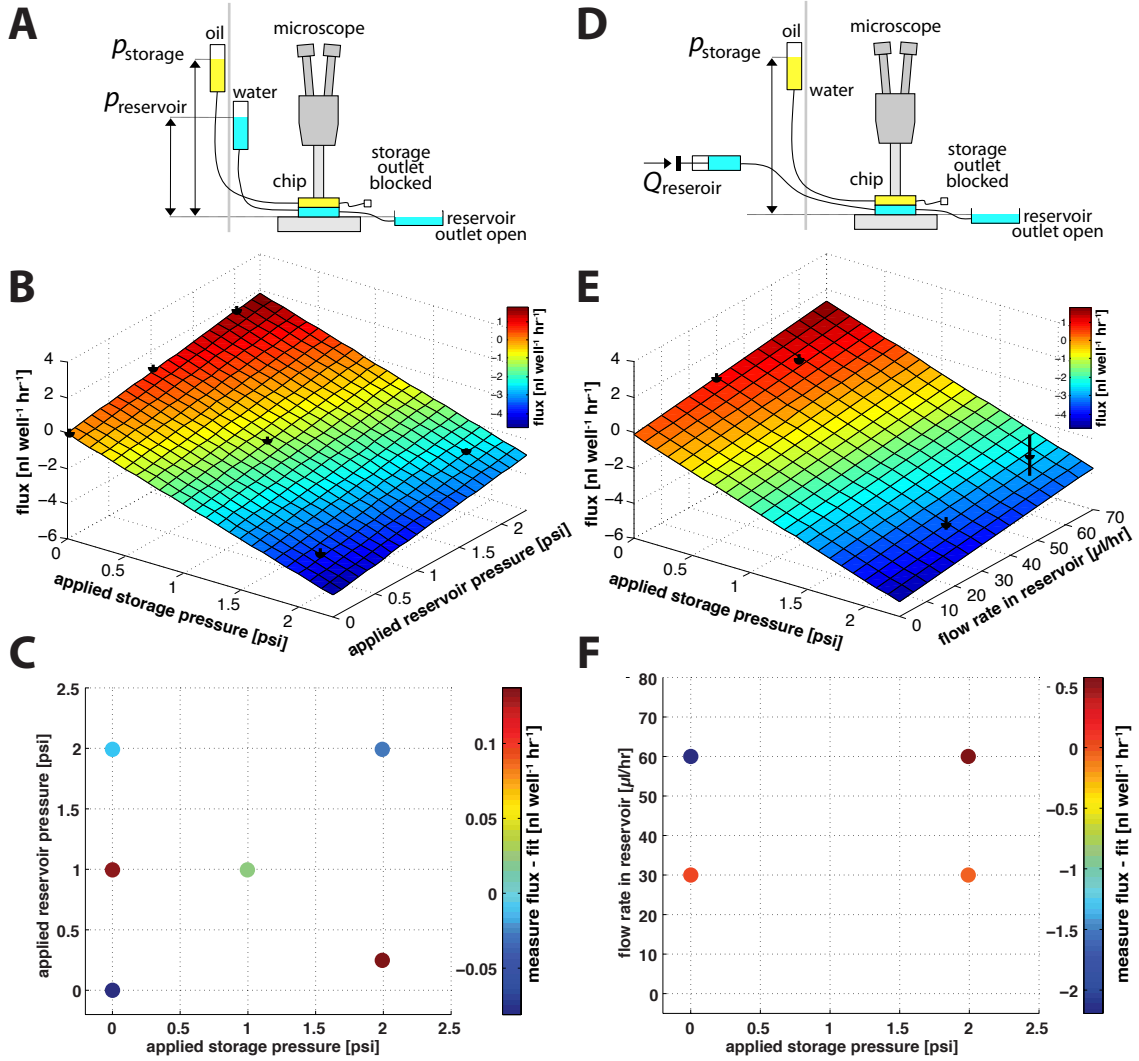 A
p storage
oil
microscope
p reservoir
water
storage
outlet
blocked
chip
reservoir
outlet open
D
p storage
oil
microscope
water
Q reseroir
storage
outlet
blocked
chip
reservoir
outlet open
B
flux [nl well⁻¹ hr⁻¹]
4
2
0
−2
−4
−6
0
0.5
1
1.5
2
applied storage pressure [psi]
0
0.5
1
1.5
2
applied reservoir pressure [psi]
1
0
−1
−2
−3
−4
flux [nl well⁻¹ hr⁻¹]
E
flux [nl well⁻¹ hr⁻¹]
4
2
0
−2
−4
−6
0
0.5
1
1.5
2
applied storage pressure [psi]
0
10
20
30
40
50
60
70
flow rate in reservoir [µl/hr]
1
0
−1
−2
−3
−4
flux [nl well⁻¹ hr⁻¹]
C
applied reservoir pressure [psi]
2.5
2
1.5
1
0.5
0
0
0.5
1
1.5
2
2.5
applied storage pressure [psi]
0.1
0.05
0
−0.05
measure flux - fit [nl well⁻¹ hr⁻¹]
F
flow rate in reservoir [µl/hr]
80
70
60
50
40
30
20
10
0
0
0.5
1
1.5
2
2.5
applied storage pressure [psi]
0.5
0
−0.5
−1
−1.5
−2
measure flux - fit [nl well⁻¹ hr⁻¹]